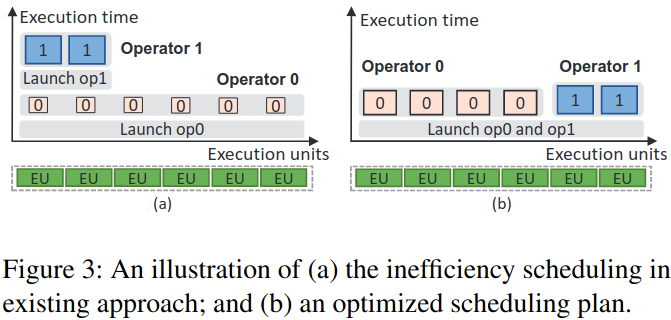 Execution time
1 1
Operator 1
Launch op1
Operator 0
0 0 0 0 0 0
Launch op0
Execution units
EU EU EU EU EU EU
(a)
Execution time
Operator 0
Operator 1
0 0 0 0
1 1
Launch op0 and op1
Execution units
EU EU EU EU EU EU
(b)
Figure 3: An illustration of (a) the inefficiency scheduling in
existing approach; and (b) an optimized scheduling plan.